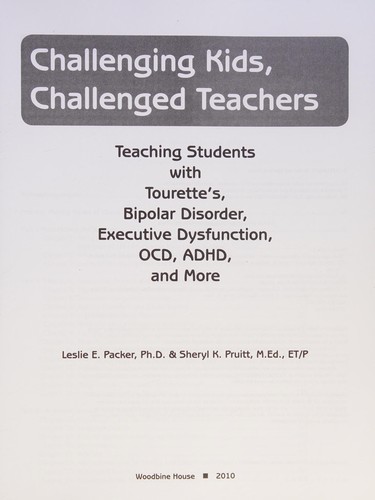 Challenging Kids,
Challenged Teachers
Teaching Students
with
Tourette's,
Bipolar Disorder,
Executive Dysfunction,
OCD, ADHD,
and More
Leslie E. Packer, Ph.D. & Sheryl K. Pruitt, M.Ed., ET/P
Woodbine House ■ 2010